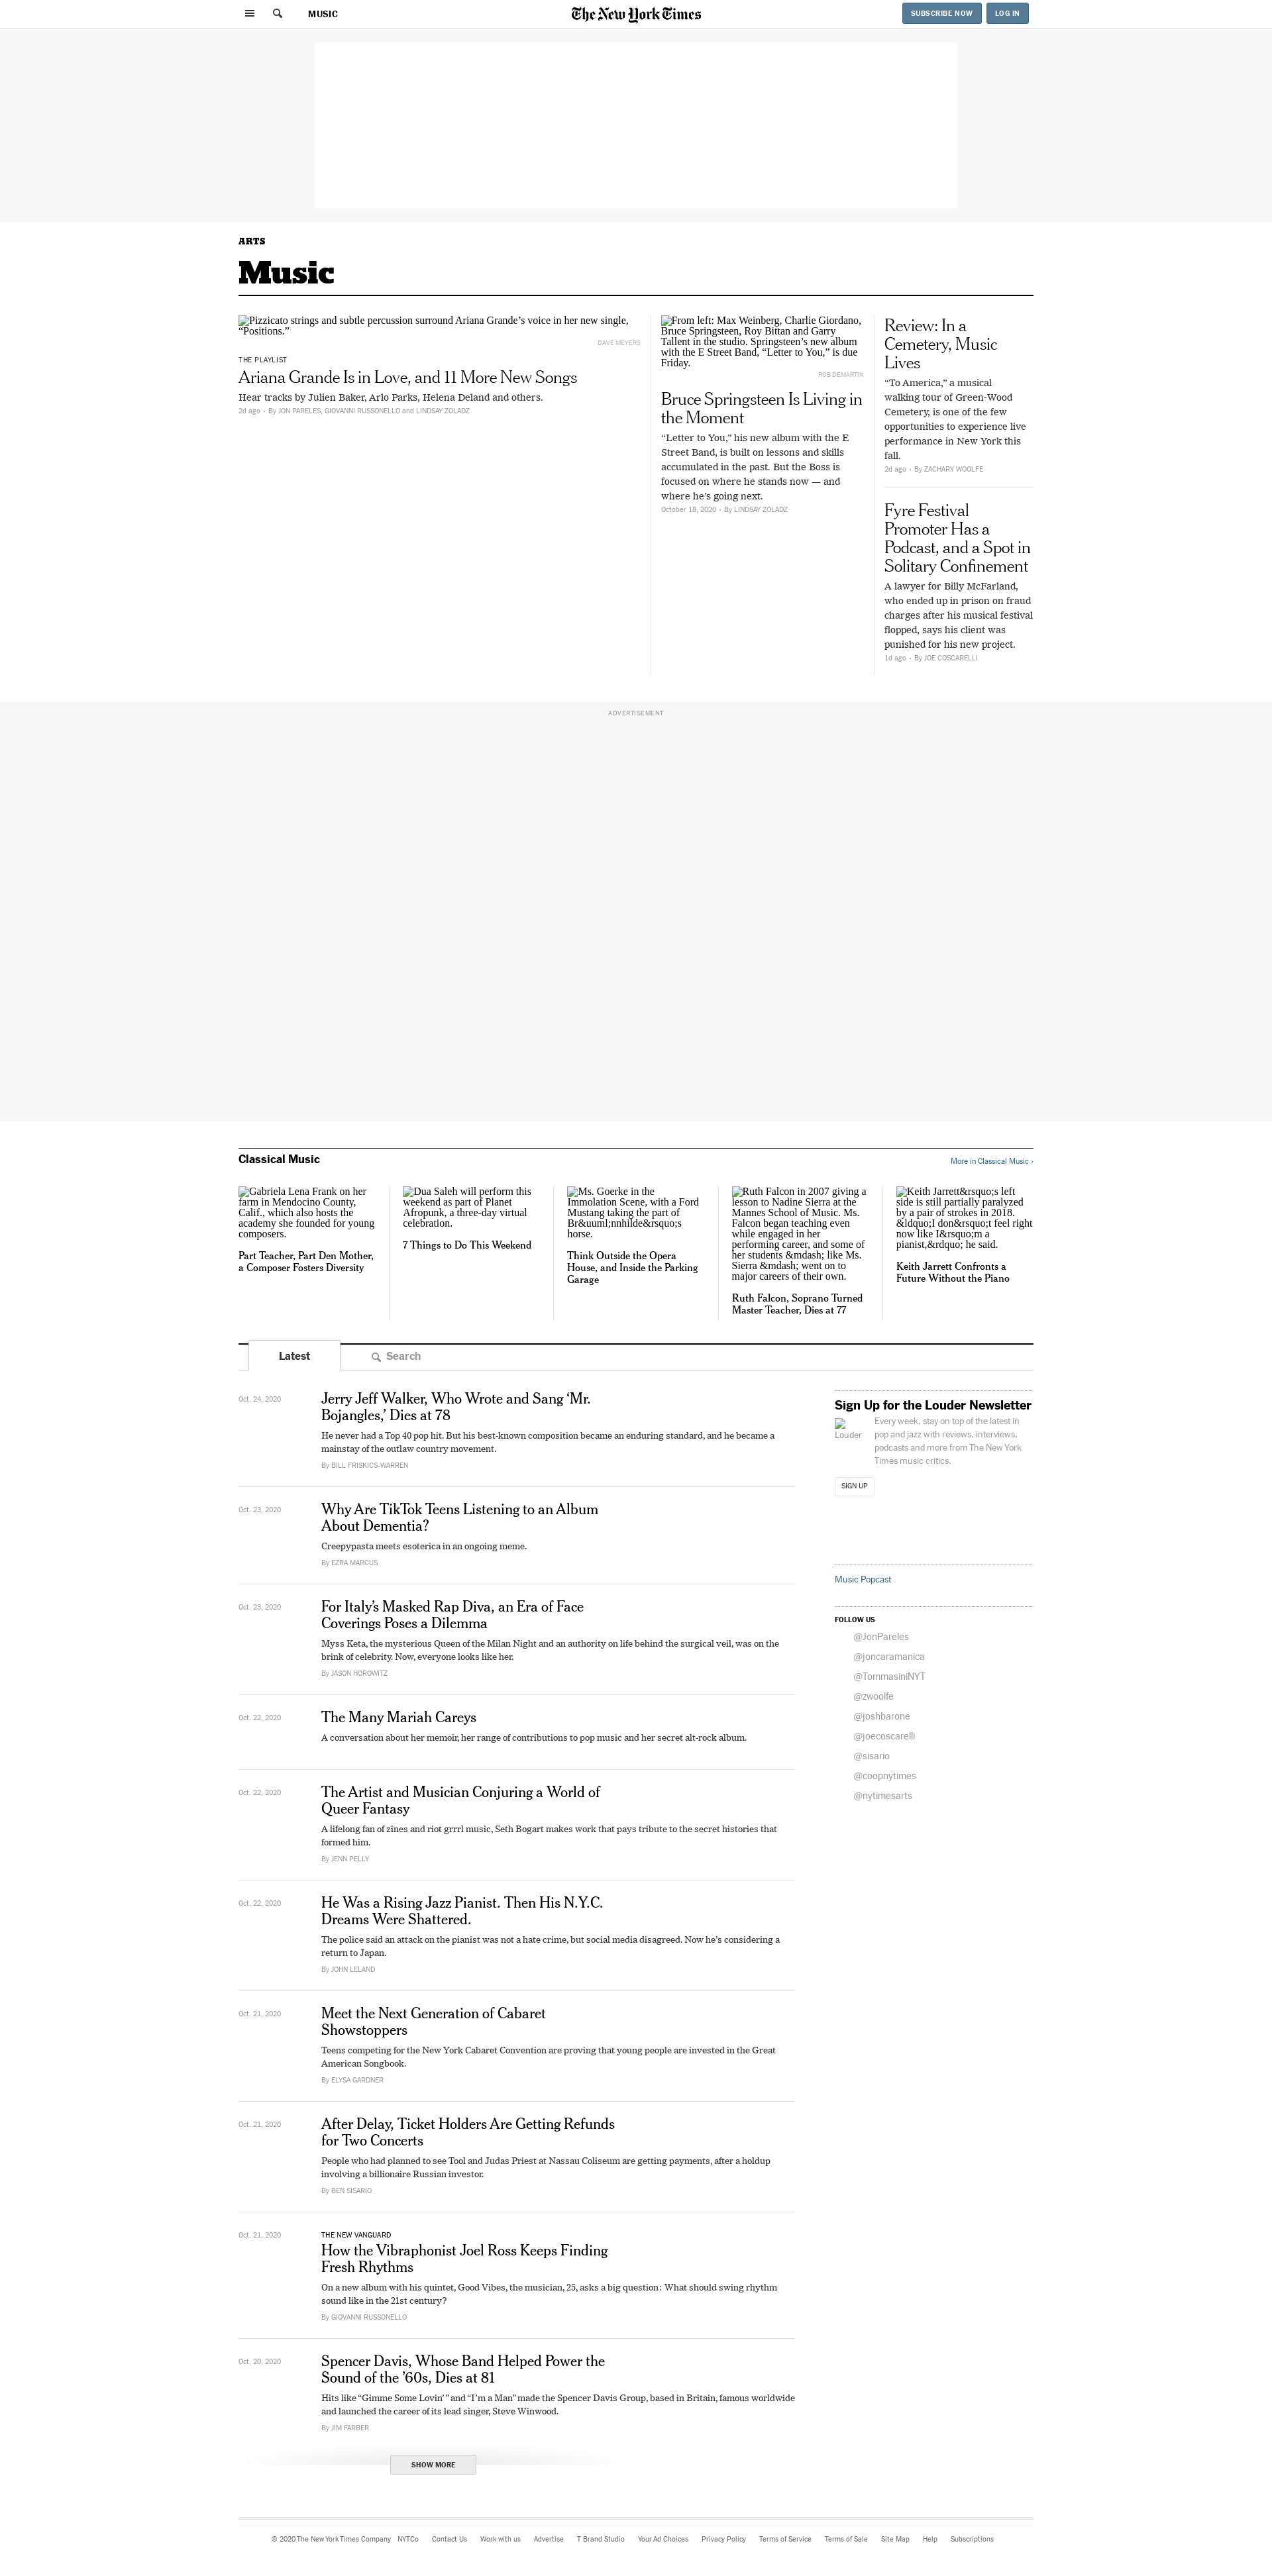 MUSIC
The New York Times
SUBSCRIBE NOW
LOG IN
ARTS
Music
Pizzicato strings and subtle percussion surround Ariana Grande’s voice in her new single,
“Positions.”
DAVE MEYERS
THE PLAYLIST
Ariana Grande Is in Love, and 11 More New Songs
Hear tracks by Julien Baker, Arlo Parks, Helena Deland and others.
2d ago • By JON PARELES, GIOVANNI RUSSONELLO and LINDSAY ZOLADZ
From left: Max Weinberg, Charlie Giordano,
Bruce Springsteen, Roy Bittan and Garry
Tallent in the studio. Springsteen’s new album
with the E Street Band, “Letter to You,” is due
Friday.
ROB DEMARTIN
Bruce Springsteen Is Living in
the Moment
“Letter to You,” his new album with the E
Street Band, is built on lessons and skills
accumulated in the past. But the Boss is
focused on where he stands now — and
where he’s going next.
October 18, 2020 • By LINDSAY ZOLADZ
Review: In a
Cemetery, Music
Lives
“To America,” a musical
walking tour of Green-Wood
Cemetery, is one of the few
opportunities to experience live
performance in New York this
fall.
2d ago • By ZACHARY WOOLFE
Fyre Festival
Promoter Has a
Podcast, and a Spot in
Solitary Confinement
A lawyer for Billy McFarland,
who ended up in prison on fraud
charges after his musical festival
flopped, says his client was
punished for his new project.
1d ago • By JOE COSCARELLI
ADVERTISEMENT
Classical Music
More in Classical Music ›
Gabriela Lena Frank on her
farm in Mendocino County,
Calif., which also hosts the
academy she founded for young
composers.
Part Teacher, Part Den Mother,
a Composer Fosters Diversity
Dua Saleh will perform this
weekend as part of Planet
Afropunk, a three-day virtual
celebration.
7 Things to Do This Weekend
Ms. Goerke in the
Immolation Scene, with a Ford
Mustang taking the part of
Br&uuml;nnhilde&rsquo;s
horse.
Think Outside the Opera
House, and Inside the Parking
Garage
Ruth Falcon in 2007 giving a
lesson to Nadine Sierra at the
Mannes School of Music. Ms.
Falcon began teaching even
while engaged in her
performing career, and some of
her students &mdash; like Ms.
Sierra &mdash; went on to
major careers of their own.
Ruth Falcon, Soprano Turned
Master Teacher, Dies at 77
Keith Jarrett&rsquo;s left
side is still partially paralyzed
by a pair of strokes in 2018.
&ldquo;I don&rsquo;t feel right
now like I&rsquo;m a
pianist,&rdquo; he said.
Keith Jarrett Confronts a
Future Without the Piano
Latest
Search
Oct. 24, 2020
Jerry Jeff Walker, Who Wrote and Sang ‘Mr.
Bojangles,’ Dies at 78
He never had a Top 40 pop hit. But his best-known composition became an enduring standard, and he became a
mainstay of the outlaw country movement.
By BILL FRISKICS-WARREN
Oct. 23, 2020
Why Are TikTok Teens Listening to an Album
About Dementia?
Creepypasta meets esoterica in an ongoing meme.
By EZRA MARCUS
Oct. 23, 2020
For Italy’s Masked Rap Diva, an Era of Face
Coverings Poses a Dilemma
Myss Keta, the mysterious Queen of the Milan Night and an authority on life behind the surgical veil, was on the
brink of celebrity. Now, everyone looks like her.
By JASON HOROWITZ
Oct. 22, 2020
The Many Mariah Careys
A conversation about her memoir, her range of contributions to pop music and her secret alt-rock album.
Oct. 22, 2020
The Artist and Musician Conjuring a World of
Queer Fantasy
A lifelong fan of zines and riot grrrl music, Seth Bogart makes work that pays tribute to the secret histories that
formed him.
By JENN PELLY
Oct. 22, 2020
He Was a Rising Jazz Pianist. Then His N.Y.C.
Dreams Were Shattered.
The police said an attack on the pianist was not a hate crime, but social media disagreed. Now he’s considering a
return to Japan.
By JOHN LELAND
Oct. 21, 2020
Meet the Next Generation of Cabaret
Showstoppers
Teens competing for the New York Cabaret Convention are proving that young people are invested in the Great
American Songbook.
By ELYSA GARDNER
Oct. 21, 2020
After Delay, Ticket Holders Are Getting Refunds
for Two Concerts
People who had planned to see Tool and Judas Priest at Nassau Coliseum are getting payments, after a holdup
involving a billionaire Russian investor.
By BEN SISARIO
Oct. 21, 2020
THE NEW VANGUARD
How the Vibraphonist Joel Ross Keeps Finding
Fresh Rhythms
On a new album with his quintet, Good Vibes, the musician, 25, asks a big question: What should swing rhythm
sound like in the 21st century?
By GIOVANNI RUSSONELLO
Oct. 20, 2020
Spencer Davis, Whose Band Helped Power the
Sound of the ’60s, Dies at 81
Hits like “Gimme Some Lovin’ ” and “I’m a Man” made the Spencer Davis Group, based in Britain, famous worldwide
and launched the career of its lead singer, Steve Winwood.
By JIM FARBER
SHOW MORE
Sign Up for the Louder Newsletter
Louder
Every week, stay on top of the latest in
pop and jazz with reviews, interviews,
podcasts and more from The New York
Times music critics.
SIGN UP
Music Popcast
FOLLOW US
@JonPareles
@joncaramanica
@TommasiniNYT
@zwoolfe
@joshbarone
@joecoscarelli
@sisario
@coopnytimes
@nytimesarts
© 2020 The New York Times Company NYTCo Contact Us Work with us Advertise T Brand Studio Your Ad Choices Privacy Policy Terms of Service Terms of Sale Site Map Help Subscriptions